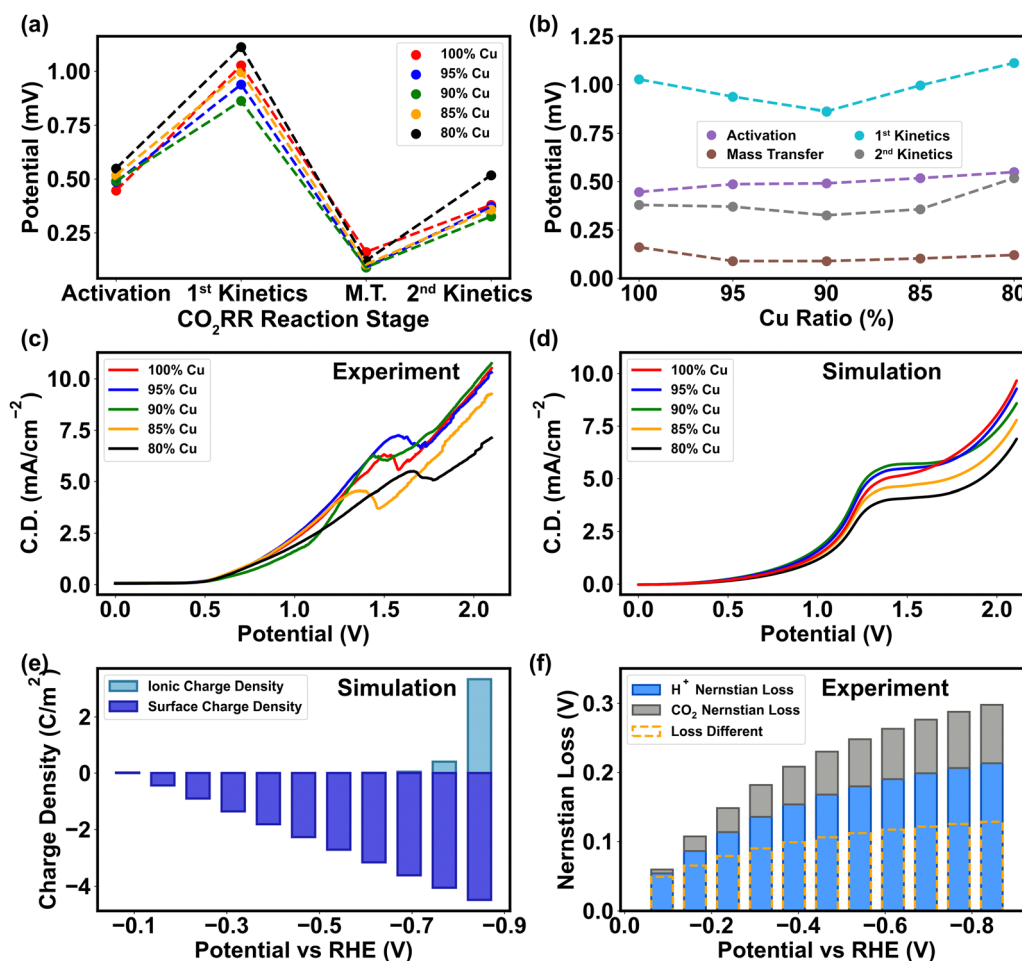 (a)
Potential (mV)
1.00
0.75
0.50
0.25
100% Cu
95% Cu
90% Cu
85% Cu
80% Cu
Activation 1st Kinetics M.T. 2nd Kinetics
CO2RR Reaction Stage
(b)
Potential (mV)
1.25
1.00
0.75
0.50
0.25
0.00
Activation
Mass Transfer
1st Kinetics
2nd Kinetics
100 95 90 85 80
Cu Ratio (%)
(c)
C.D. (mA/cm−2)
10.0
7.5
5.0
2.5
0.0
100% Cu
95% Cu
90% Cu
85% Cu
80% Cu
Experiment
0.0 0.5 1.0 1.5 2.0
Potential (V)
(d)
C.D. (mA/cm−2)
10.0
7.5
5.0
2.5
0.0
100% Cu
95% Cu
90% Cu
85% Cu
80% Cu
Simulation
0.0 0.5 1.0 1.5 2.0
Potential (V)
(e)
Charge Density (C/m2)
2
0
−2
−4
Ionic Charge Density
Surface Charge Density
Simulation
−0.1 −0.3 −0.5 −0.7 −0.9
Potential vs RHE (V)
(f)
Nernstian Loss (V)
0.3
0.2
0.1
0.0
H+ Nernstian Loss
CO2 Nernstian Loss
Loss Different
Experiment
0.0 −0.2 −0.4 −0.6 −0.8
Potential vs RHE (V)